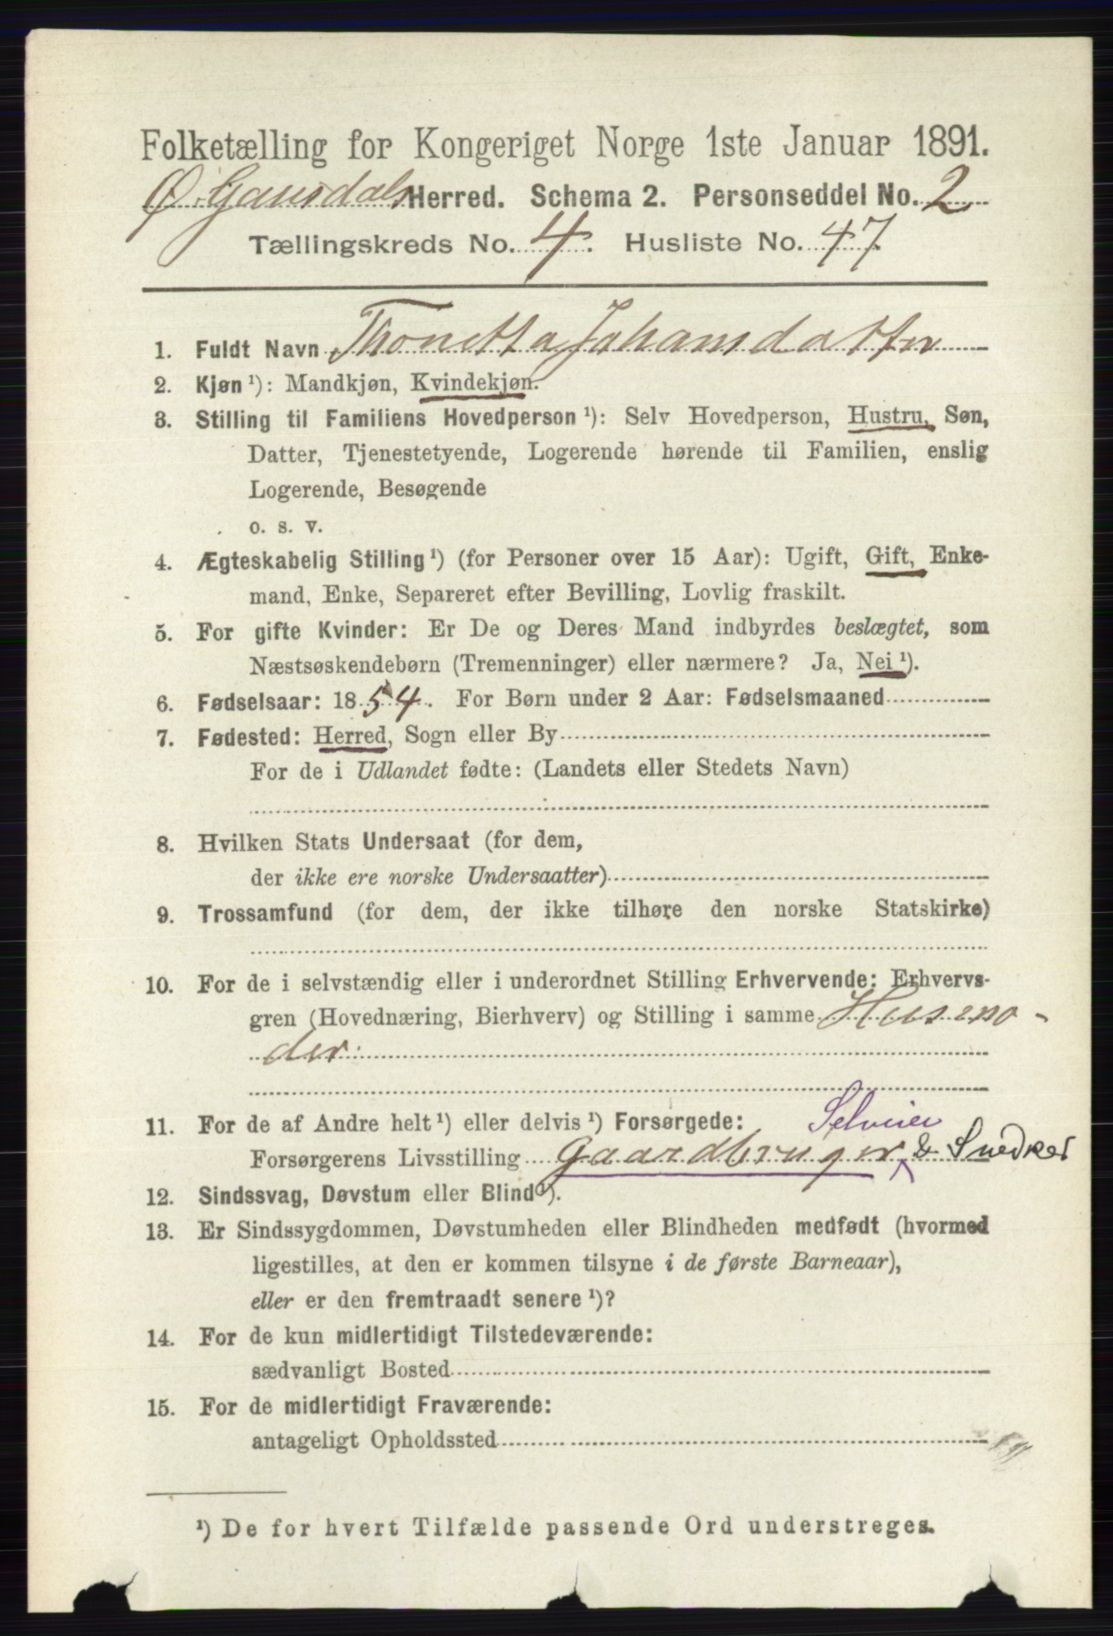 Folketælling for Kongeriget Norge 1ste Januar 1891.
Ø. Gausdals Herred. Schema 2. Personseddel No. 2
Tællingskreds No. 4. Husliste No. 47.
1. Fuldt Navn Thonetta Johansdatter
2. Kjøn ¹): Mandkjøn, Kvindekjøn.
3. Stilling til Familiens Hovedperson ¹): Selv Hovedperson, Hustru, Søn,
Datter, Tjenestetyende, Logerende hørende til Familien, enslig
Logerende, Besøgende
o. s. v.
4. Ægteskabelig Stilling ¹) (for Personer over 15 Aar): Ugift, Gift, Enke-
mand, Enke, Separeret efter Bevilling, Lovlig fraskilt.
5. For gifte Kvinder: Er De og Deres Mand indbyrdes beslægtet, som
Næstsøskendebørn (Tremenninger) eller nærmere? Ja, Nei ¹).
6. Fødselsaar: 1854. For Børn under 2 Aar: Fødselsmaaned
7. Fødested: Herred, Sogn eller By
For de i Udlandet fødte: (Landets eller Stedets Navn)
8. Hvilken Stats Undersaat (for dem,
der ikke ere norske Undersaatter)
9. Trossamfund (for dem, der ikke tilhøre den norske Statskirke)
10. For de i selvstændig eller i underordnet Stilling Erhvervende: Erhvervs-
gren (Hovednæring, Bierhverv) og Stilling i samme Husmo-
der.
11. For de af Andre helt ¹) eller delvis ¹) Forsørgede: Selveier
Forsørgerens Livsstilling Gaardbruger & Snedker
12. Sindssvag, Døvstum eller Blind ¹).
13. Er Sindssygdommen, Døvstumheden eller Blindheden medfødt (hvormed
ligestilles, at den er kommen tilsyne i de første Barneaar),
eller er den fremtraadt senere ¹)?
14. For de kun midlertidigt Tilstedeværende:
sædvanligt Bosted
15. For de midlertidigt Fraværende:
antageligt Opholdssted
¹) De for hvert Tilfælde passende Ord understreges.